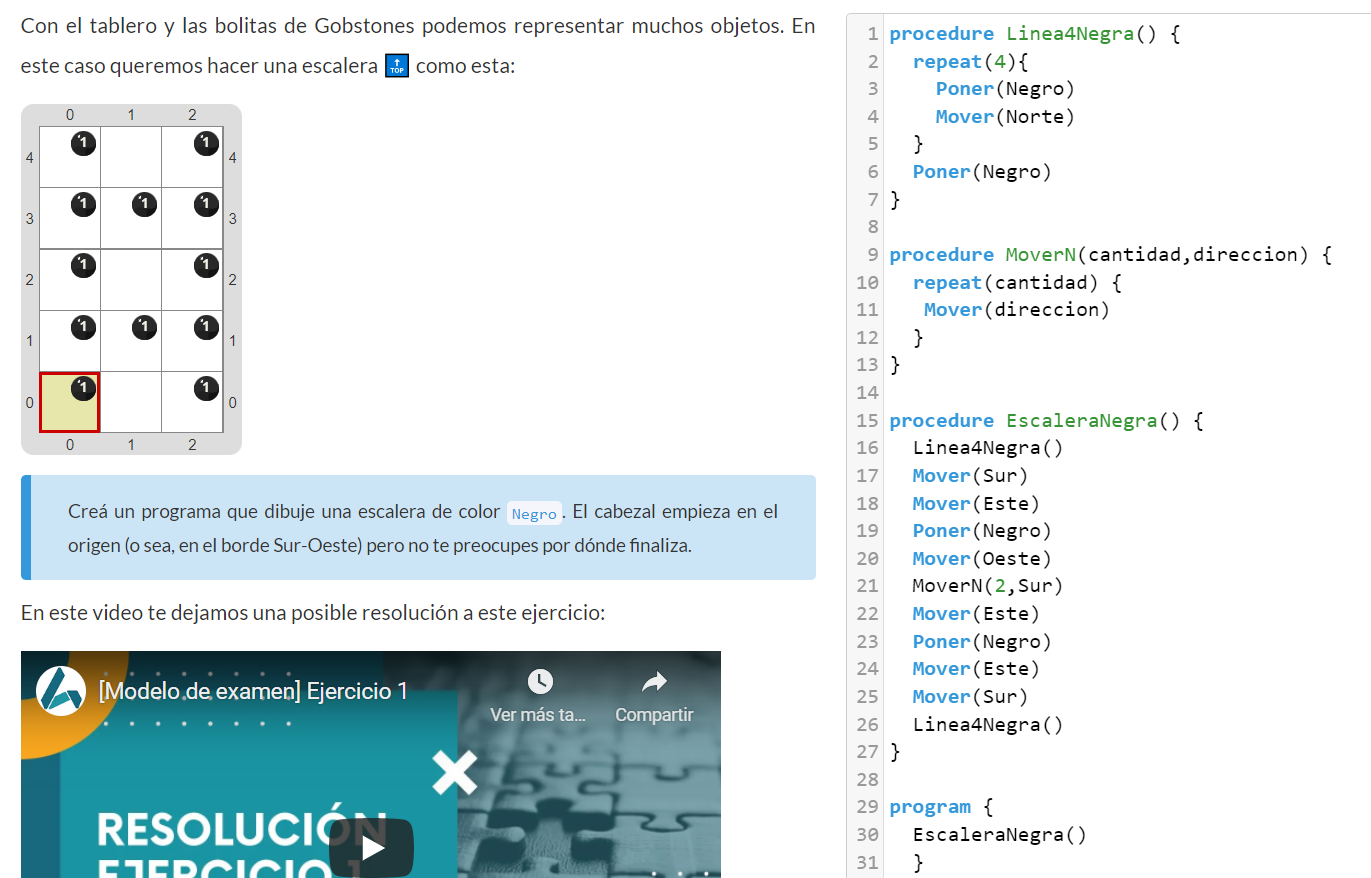 Con el tablero y las bolitas de Gobstones podemos representar muchos objetos. En
este caso queremos hacer una escalera TOP como esta:
0 1 2
4 1 1 4
3 1 1 1 3
2 1 1 2
1 1 1 1 1
0 1 1 0
0 1 2
Creá un programa que dibuje una escalera de color Negro. El cabezal empieza en el
origen (o sea, en el borde Sur-Oeste) pero no te preocupes por dónde finaliza.
En este video te dejamos una posible resolución a este ejercicio:
[Modelo de examen] Ejercicio 1
Ver más ta...
Compartir
RESOLUCIÓN
EJERCICIO 1
1 procedure Linea4Negra() {
2 repeat(4){
3 Poner(Negro)
4 Mover(Norte)
5 }
6 Poner(Negro)
7 }
8
9 procedure MoverN(cantidad,direccion) {
10 repeat(cantidad) {
11 Mover(direccion)
12 }
13 }
14
15 procedure EscaleraNegra() {
16 Linea4Negra()
17 Mover(Sur)
18 Mover(Este)
19 Poner(Negro)
20 Mover(Oeste)
21 MoverN(2,Sur)
22 Mover(Este)
23 Poner(Negro)
24 Mover(Este)
25 Mover(Sur)
26 Linea4Negra()
27 }
28
29 program {
30 EscaleraNegra()
31 }